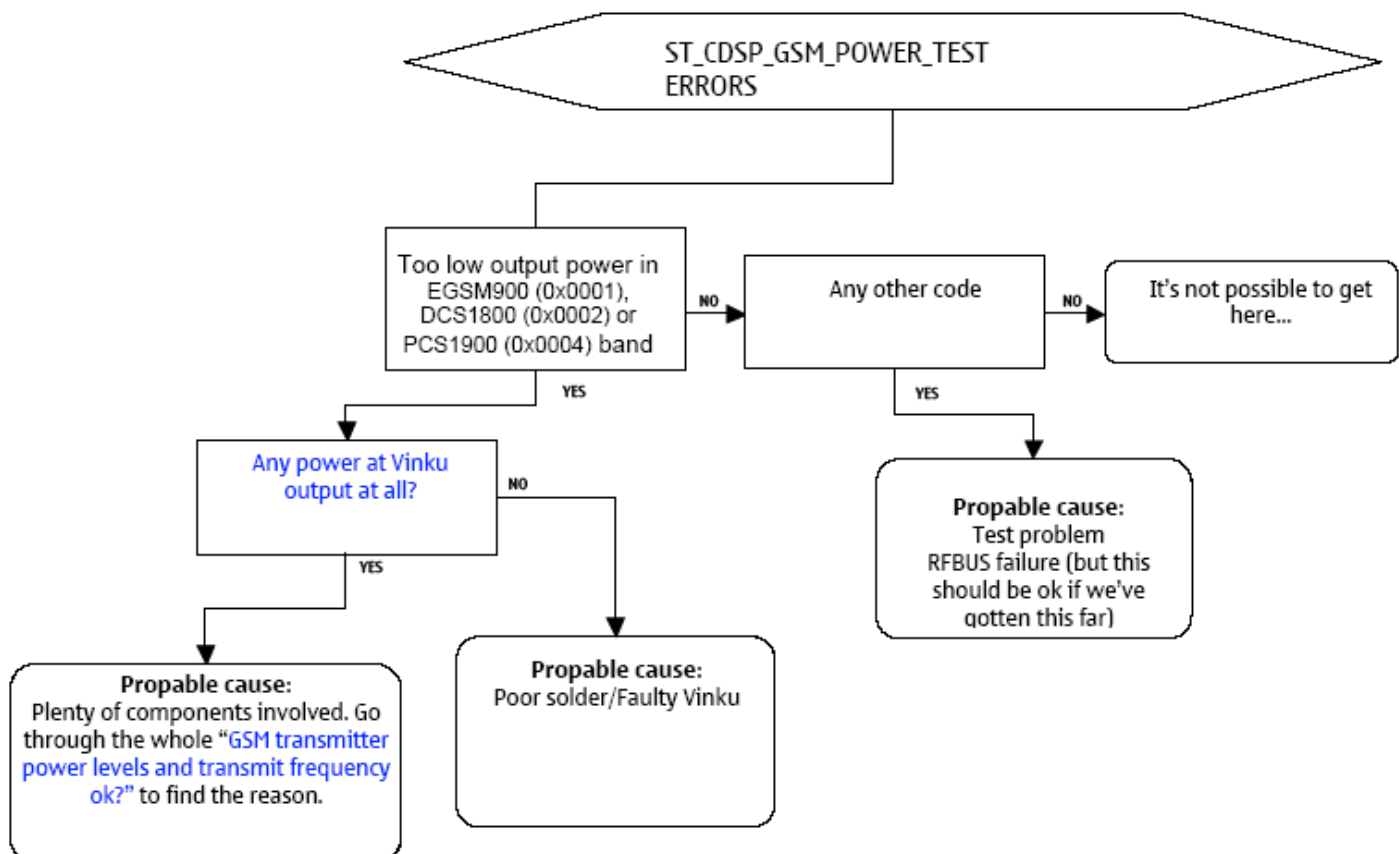 ST_CDSP_GSM_POWER_TEST
ERRORS
Too low output power in
EGSM900 (0x0001),
DCS1800 (0x0002) or
PCS1900 (0x0004) band
NO
Any other code
NO
It's not possible to get
here...
YES
YES
Any power at Vinku
output at all?
NO
YES
Propable cause:
Test problem
RFBUS failure (but this
should be ok if we've
gotten this far)
Propable cause:
Plenty of components involved. Go
through the whole “GSM transmitter
power levels and transmit frequency
ok?” to find the reason.
Propable cause:
Poor solder/Faulty Vinku